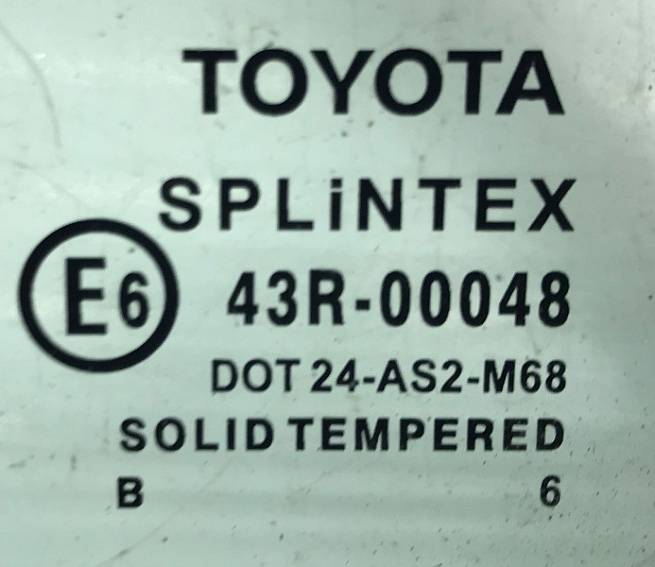 TOYOTA
SPLiNTEX
E6 43R-00048
DOT 24-AS2-M68
SOLID TEMPERED
B 6